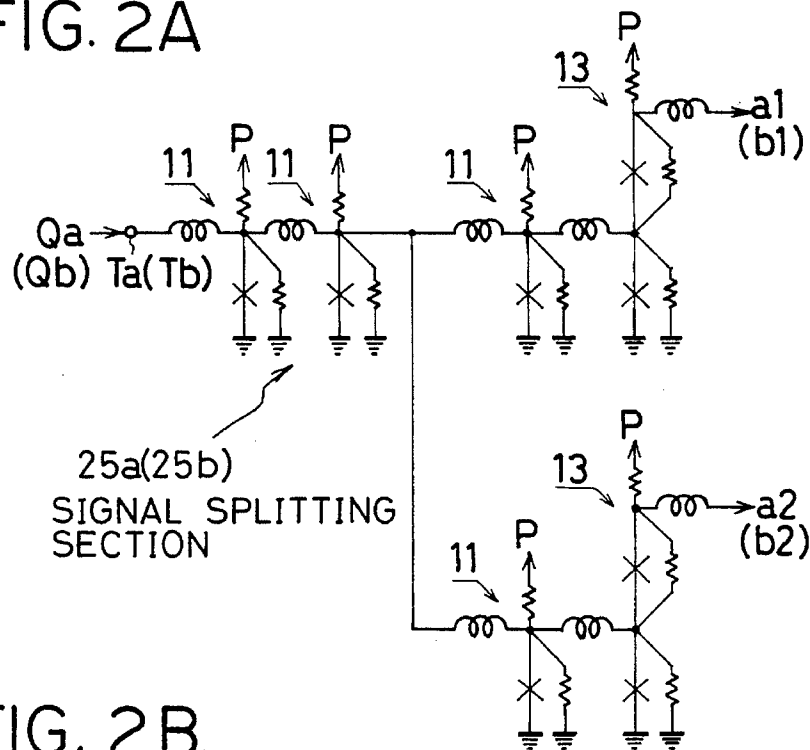 FIG. 2A
P
13
a1
(b1)
11
P
11
P
11
P
Qa
(Qb)
Ta(Tb)
25a(25b)
SIGNAL SPLITTING
SECTION
P
13
a2
(b2)
11
P
FIG. 2B